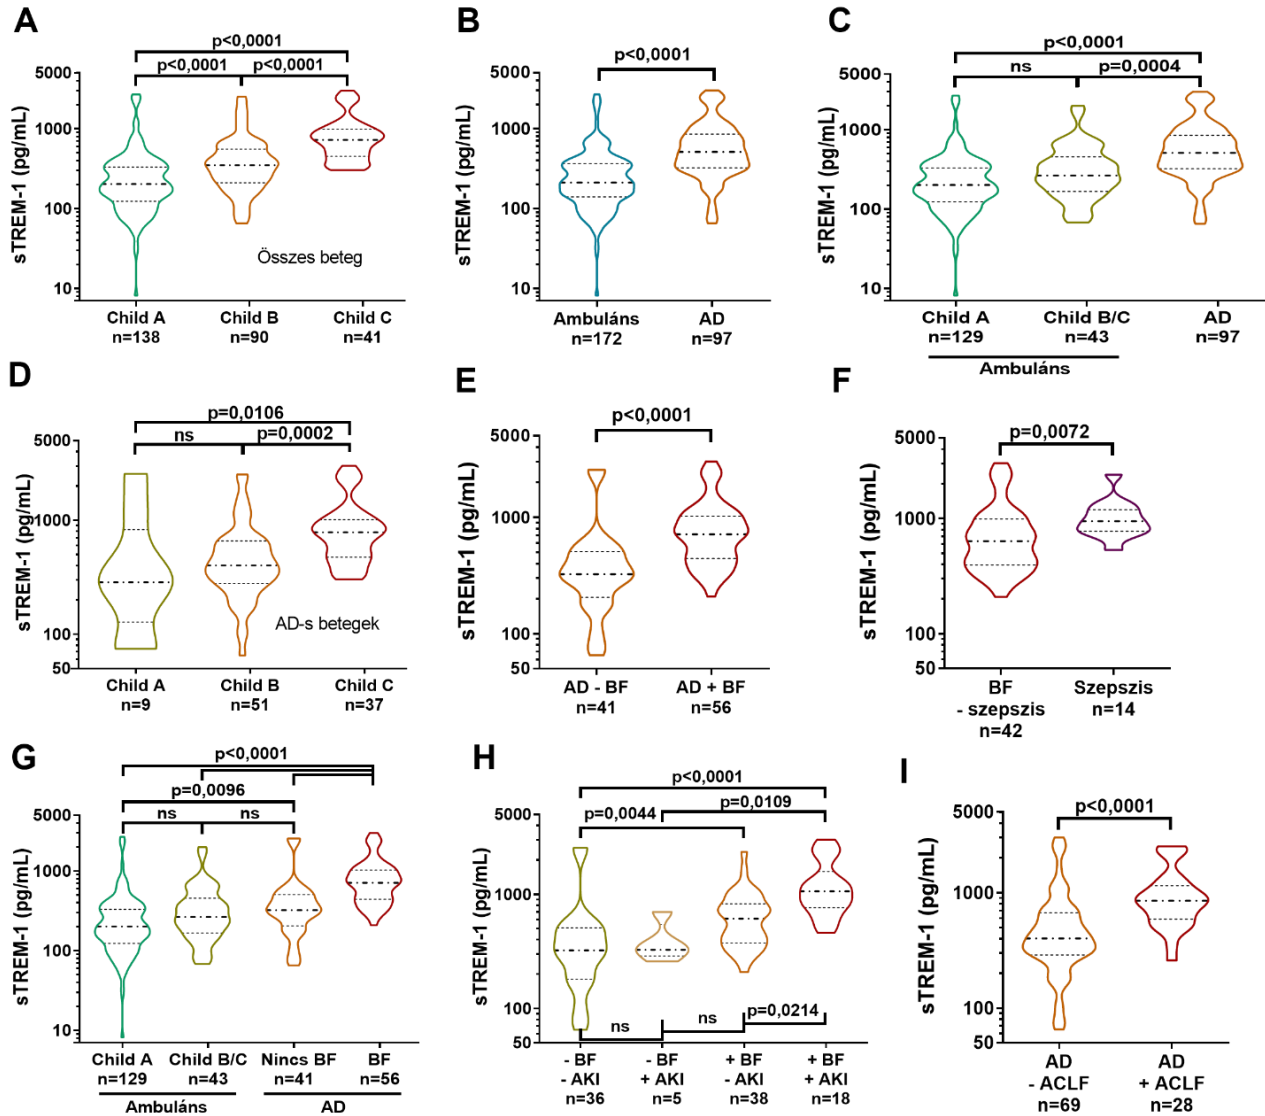 A
p<0,0001
p<0,0001 p<0,0001
sTREM-1 (pg/mL)
5000
1000
100
10
Összes beteg
Child A Child B Child C
n=138 n=90 n=41
B
p<0,0001
sTREM-1 (pg/mL)
5000
1000
100
10
Ambuláns AD
n=172 n=97
C
p<0,0001
ns p=0,0004
sTREM-1 (pg/mL)
5000
1000
100
10
Child A Child B/C AD
n=129 n=43 n=97
Ambuláns
D
p=0,0106
ns p=0,0002
sTREM-1 (pg/mL)
5000
1000
100
50
AD-s betegek
Child A Child B Child C
n=9 n=51 n=37
E
p<0,0001
sTREM-1 (pg/mL)
5000
1000
100
50
AD - BF AD + BF
n=41 n=56
F
p=0,0072
sTREM-1 (pg/mL)
5000
1000
100
50
BF Szepszis
- szepszis n=14
n=42
G
p<0,0001
p=0,0096
ns ns
sTREM-1 (pg/mL)
5000
1000
100
10
Child A Child B/C Nincs BF BF
n=129 n=43 n=41 n=56
Ambuláns AD
H
p<0,0001
p=0,0044 p=0,0109
sTREM-1 (pg/mL)
5000
1000
100
50
ns ns p=0,0214
- BF - BF + BF + BF
- AKI + AKI - AKI + AKI
n=36 n=5 n=38 n=18
I
p<0,0001
sTREM-1 (pg/mL)
5000
1000
100
50
AD AD
- ACLF + ACLF
n=69 n=28